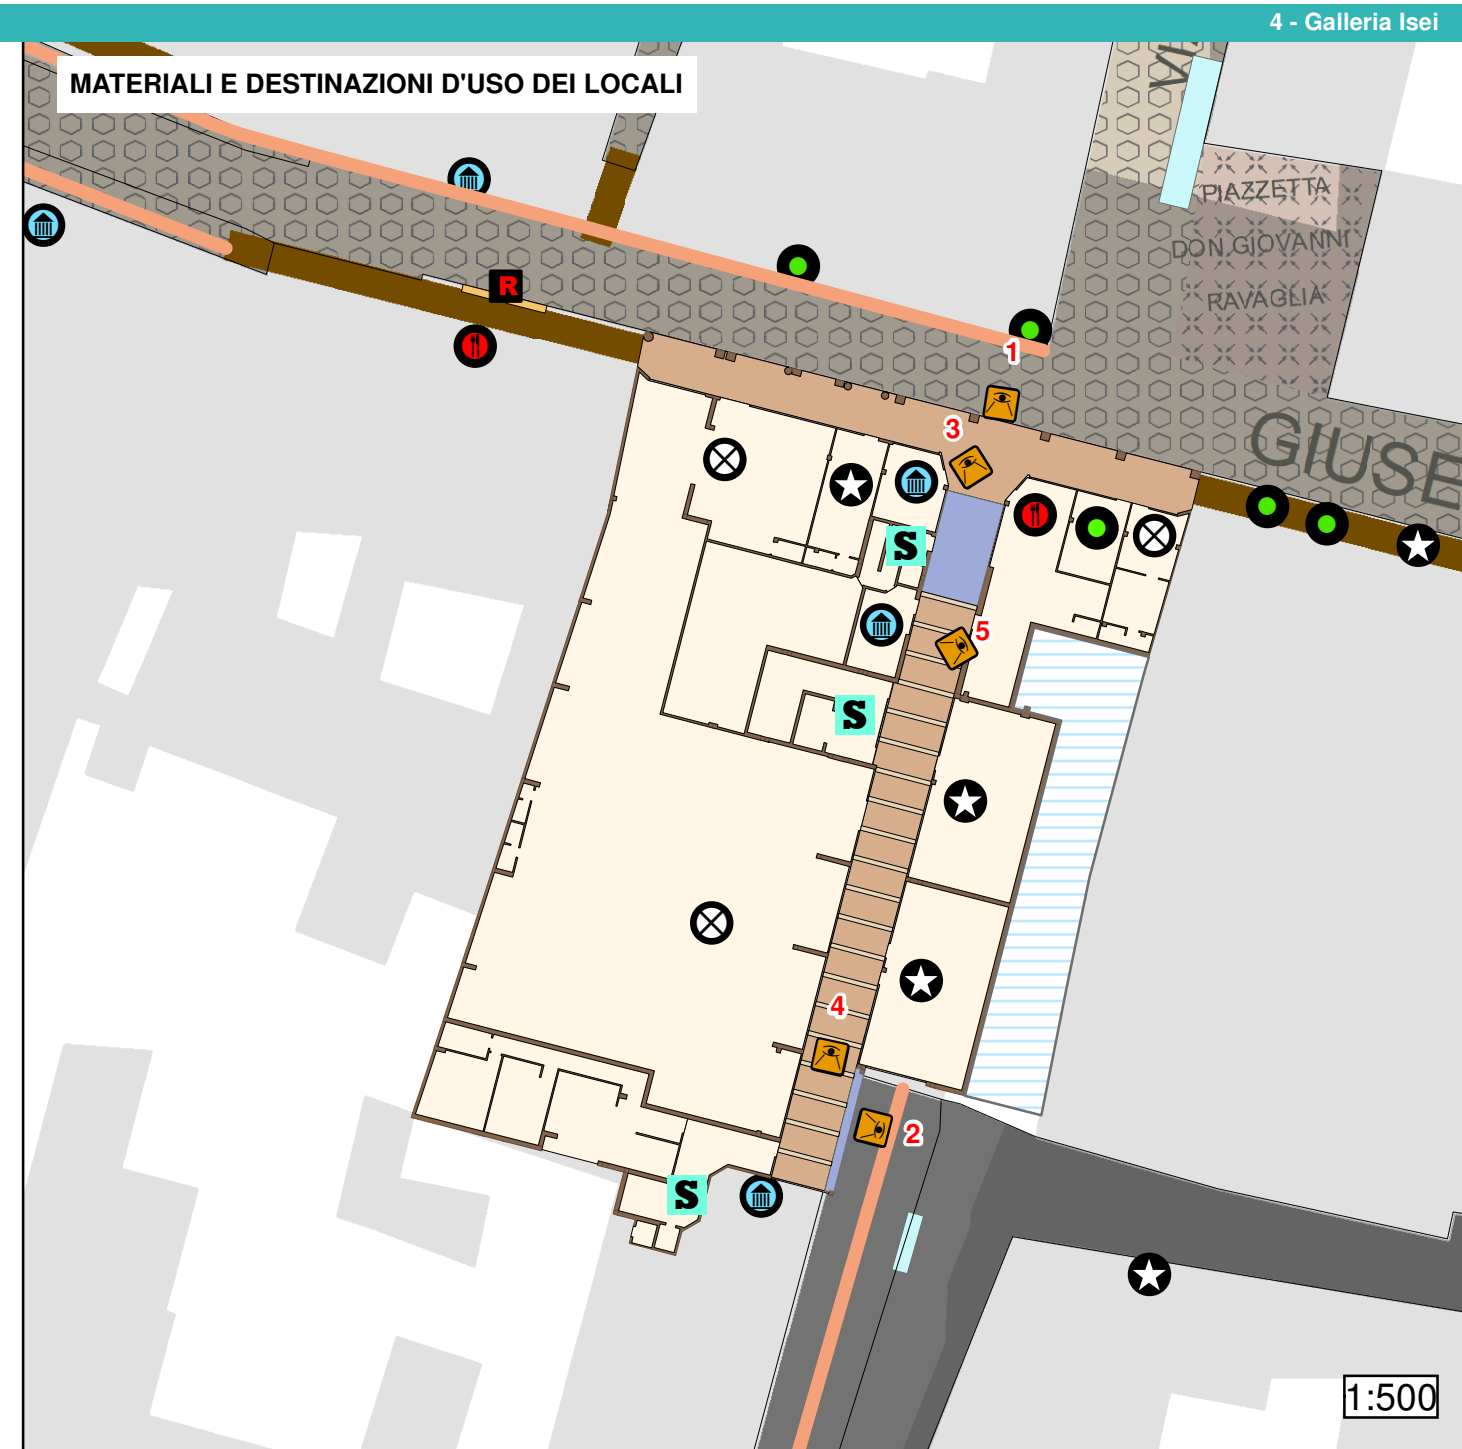 4 - Galleria Isei
MATERIALI E DESTINAZIONI D'USO DEI LOCALI
PIAZZETTA
DON GIOVANNI
RAVAGLIA
R
1
GIUSE
3
S
5
S
4
2
S
1:500